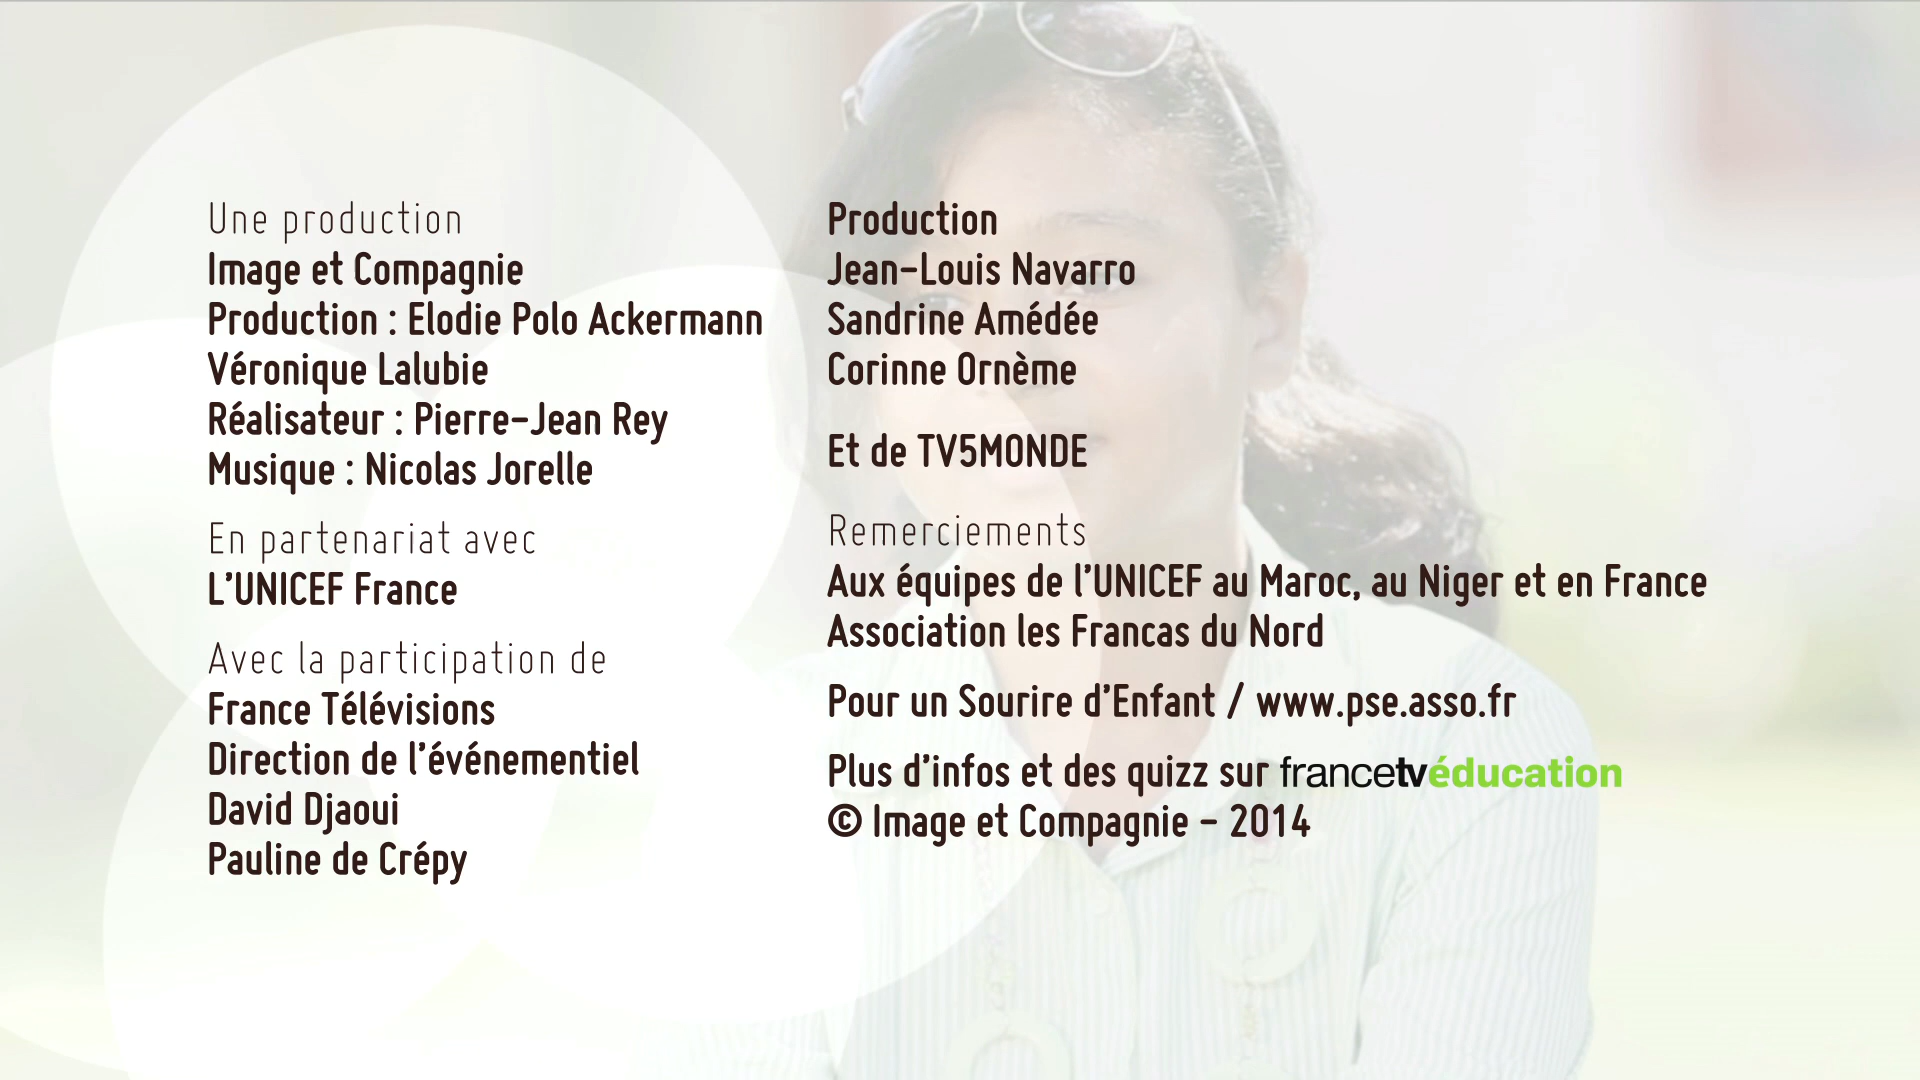 Une production
Image et Compagnie
Production : Elodie Polo Ackermann
Véronique Lalubie
Réalisateur : Pierre-Jean Rey
Musique : Nicolas Jorelle
En partenariat avec
L'UNICEF France
Avec la participation de
France Télévisions
Direction de l'événementiel
David Djaoui
Pauline de Crépy
Production
Jean-Louis Navarro
Sandrine Amédée
Corinne Ornème
Et de TV5MONDE
Remerciements
Aux équipes de l'UNICEF au Maroc, au Niger et en France
Association les Francas du Nord
Pour un Sourire d'Enfant / www.pse.asso.fr
Plus d'infos et des quizz sur francetvéducation
© Image et Compagnie - 2014